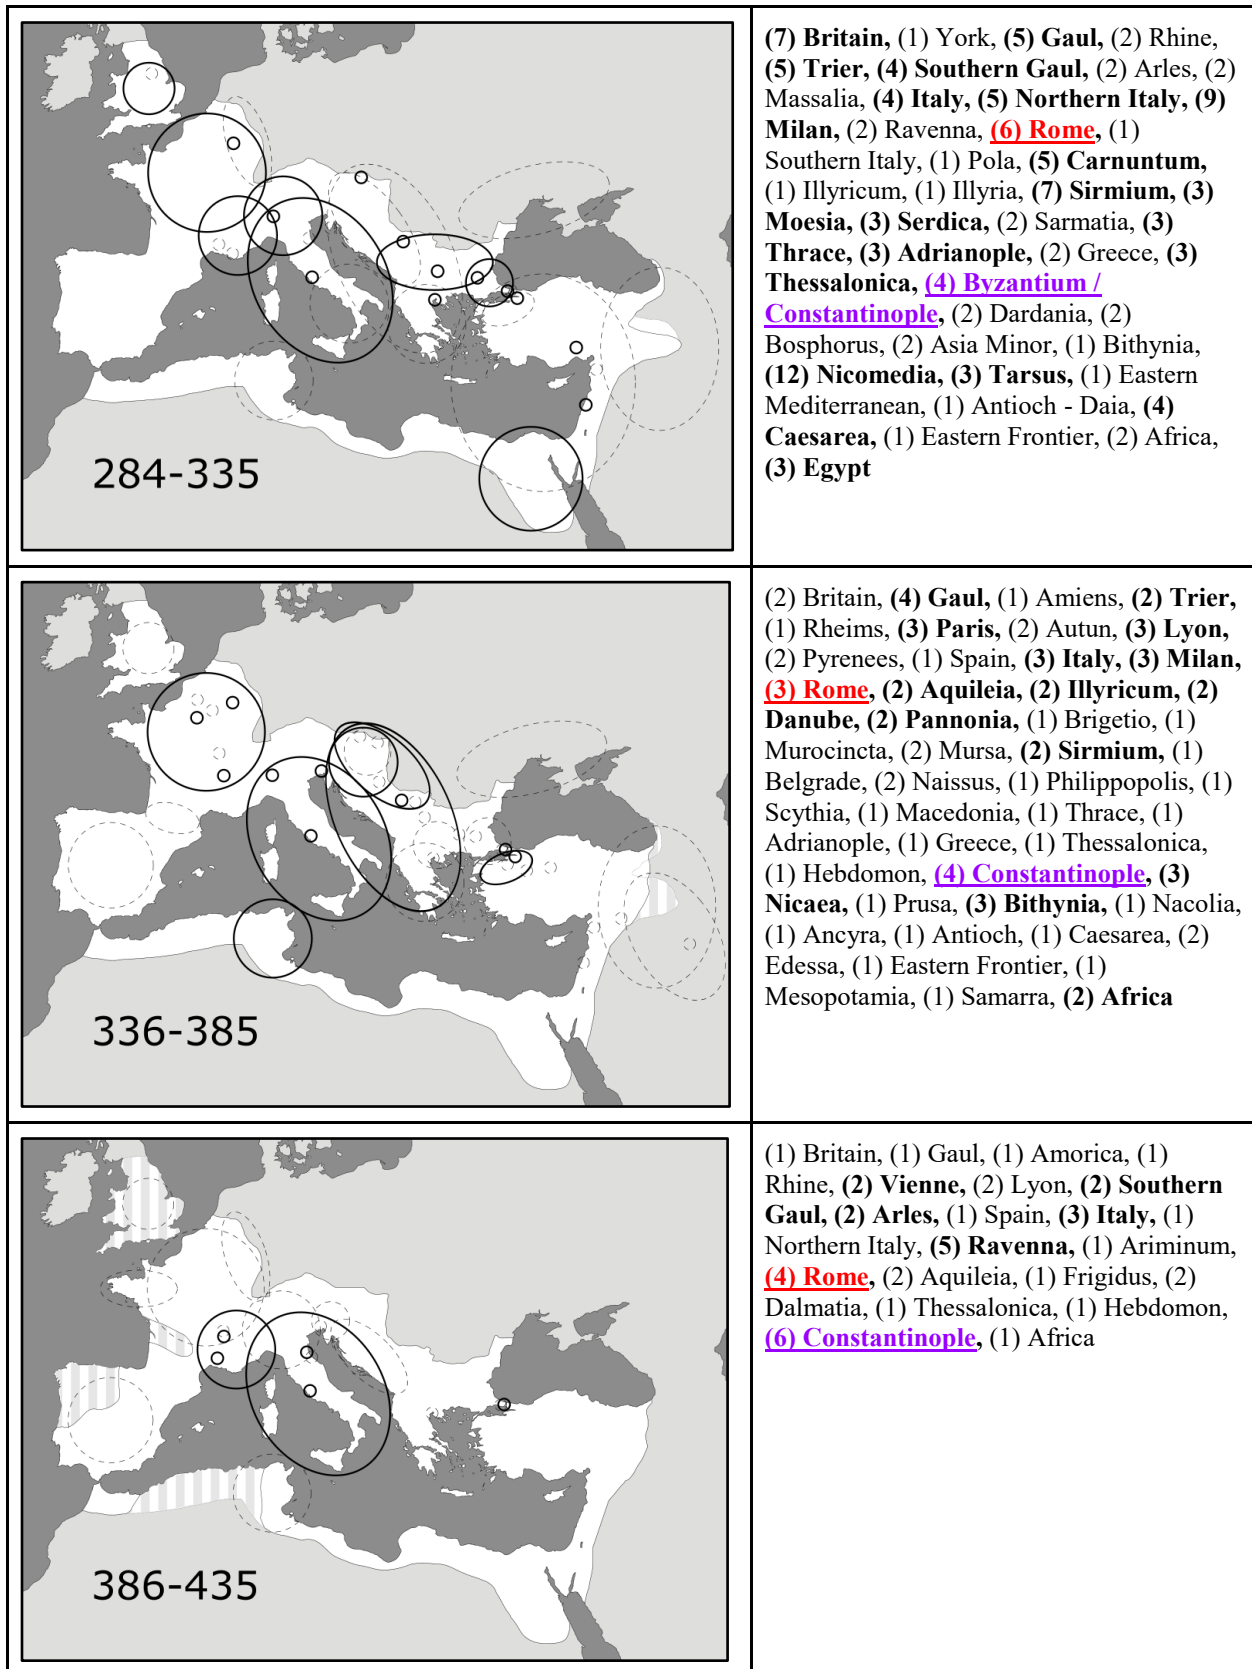 284-335
(7) Britain, (1) York, (5) Gaul, (2) Rhine,
(5) Trier, (4) Southern Gaul, (2) Arles, (2)
Massalia, (4) Italy, (5) Northern Italy, (9)
Milan, (2) Ravenna, (6) Rome, (1)
Southern Italy, (1) Pola, (5) Carnuntum,
(1) Illyricum, (1) Illyria, (7) Sirmium, (3)
Moesia, (3) Serdica, (2) Sarmatia, (3)
Thrace, (3) Adrianople, (2) Greece, (3)
Thessalonica, (4) Byzantium /
Constantinople, (2) Dardania, (2)
Bosphorus, (2) Asia Minor, (1) Bithynia,
(12) Nicomedia, (3) Tarsus, (1) Eastern
Mediterranean, (1) Antioch - Daia, (4)
Caesarea, (1) Eastern Frontier, (2) Africa,
(3) Egypt
336-385
(2) Britain, (4) Gaul, (1) Amiens, (2) Trier,
(1) Rheims, (3) Paris, (2) Autun, (3) Lyon,
(2) Pyrenees, (1) Spain, (3) Italy, (3) Milan,
(3) Rome, (2) Aquileia, (2) Illyricum, (2)
Danube, (2) Pannonia, (1) Brigetio, (1)
Murocincta, (2) Mursa, (2) Sirmium, (1)
Belgrade, (2) Naissus, (1) Philippopolis, (1)
Scythia, (1) Macedonia, (1) Thrace, (1)
Adrianople, (1) Greece, (1) Thessalonica,
(1) Hebdomon, (4) Constantinople, (3)
Nicaea, (1) Prusa, (3) Bithynia, (1) Nacolia,
(1) Ancyra, (1) Antioch, (1) Caesarea, (2)
Edessa, (1) Eastern Frontier, (1)
Mesopotamia, (1) Samarra, (2) Africa
386-435
(1) Britain, (1) Gaul, (1) Amorica, (1)
Rhine, (2) Vienne, (2) Lyon, (2) Southern
Gaul, (2) Arles, (1) Spain, (3) Italy, (1)
Northern Italy, (5) Ravenna, (1) Ariminum,
(4) Rome, (2) Aquileia, (1) Frigidus, (2)
Dalmatia, (1) Thessalonica, (1) Hebdomon,
(6) Constantinople, (1) Africa